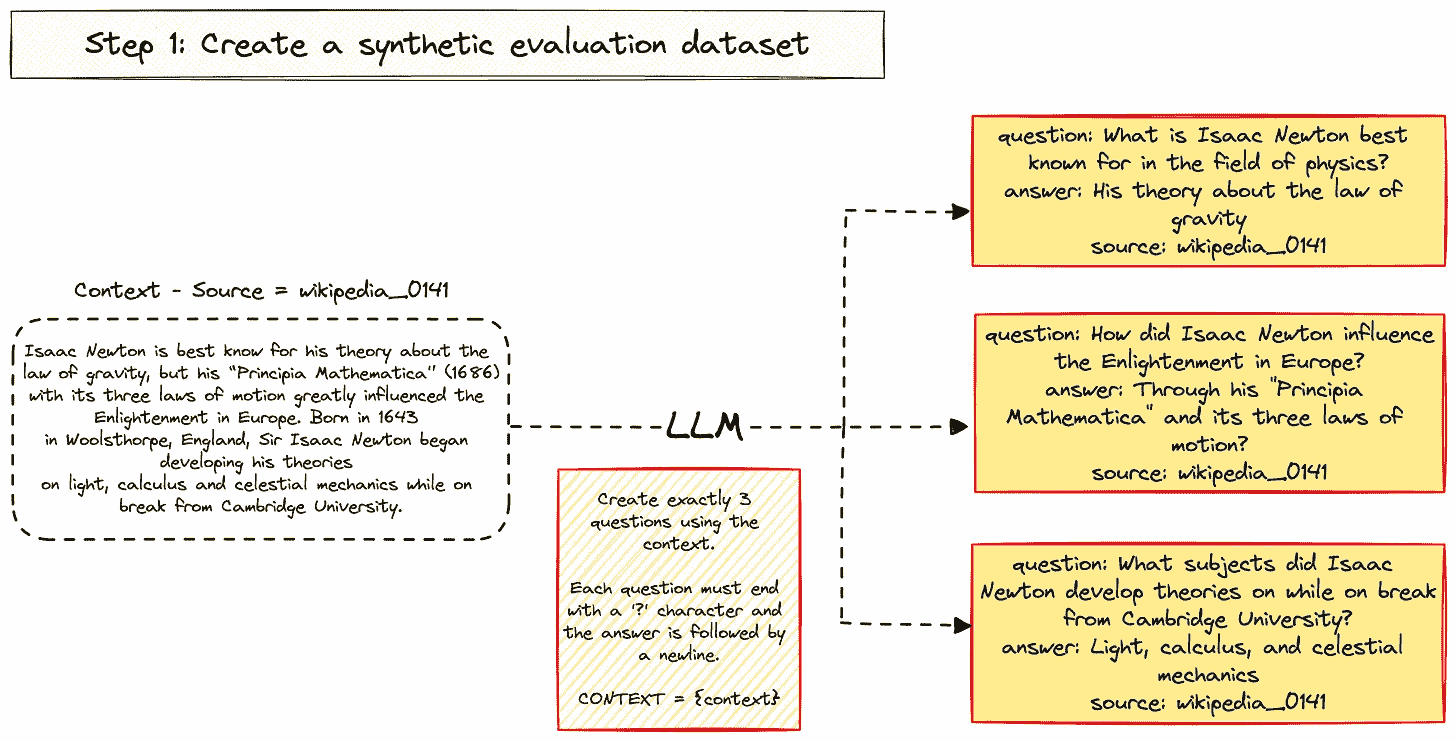 Step 1: Create a synthetic evaluation dataset
Context - Source = wikipedia_0141
Isaac Newton is best know for his theory about the
law of gravity, but his "Principia Mathematica" (1686)
with its three laws of motion greatly influenced the
Enlightenment in Europe. Born in 1643
in Woolsthorpe, England, Sir Isaac Newton began
developing his theories
on light, calculus and celestial mechanics while on
break from Cambridge University.
LLM
Create exactly 3
questions using the
context.
Each question must end
with a '?' character and
the answer is followed by
a newline.
CONTEXT = {context}
question: What is Isaac Newton best
known for in the field of physics?
answer: His theory about the law of
gravity
source: wikipedia_0141
question: How did Isaac Newton influence
the Enlightenment in Europe?
answer: Through his "Principia
Mathematica" and its three laws of
motion?
source: wikipedia_0141
question: What subjects did Isaac
Newton develop theories on while on break
from Cambridge University?
answer: Light, calculus, and celestial
mechanics
source: wikipedia_0141